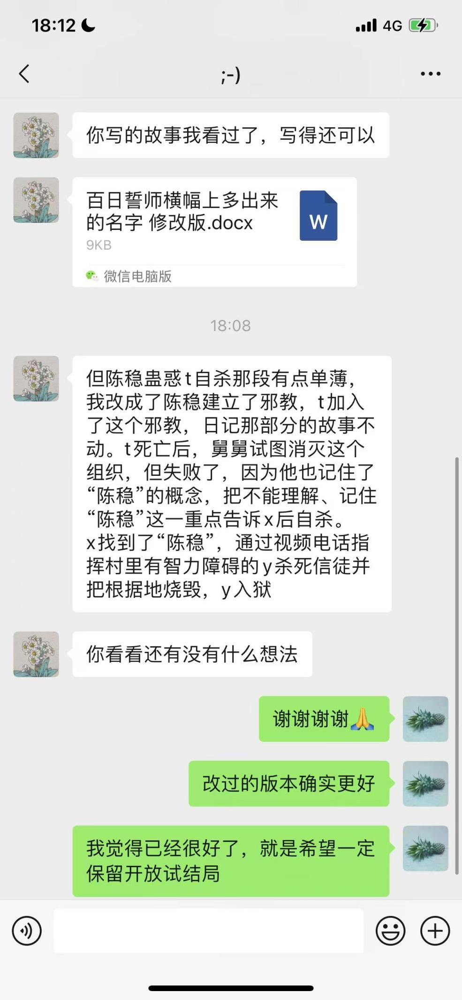 18:12
4G
;-)
你写的故事我看过了，写得还可以
百日誓师横幅上多出来
的名字 修改版.docx
W
9KB
微信电脑版
18:08
但陈稳蛊惑t自杀那段有点单薄，
我改成了陈稳建立了邪教，t加入
了这个邪教，日记那部分的故事不
动。t死亡后，舅舅试图消灭这个
组织，但失败了，因为他也记住了
“陈稳”的概念，把不能理解、记住
“陈稳”这一重点告诉x后自杀。
x找到了“陈稳”，通过视频电话指
挥村里有智力障碍的y杀死信徒并
把根据地烧毁，y入狱
你看看还有没有什么想法
谢谢谢谢🙏
改过的版本确实更好
我觉得已经很好了，就是希望一定
保留开放试结局